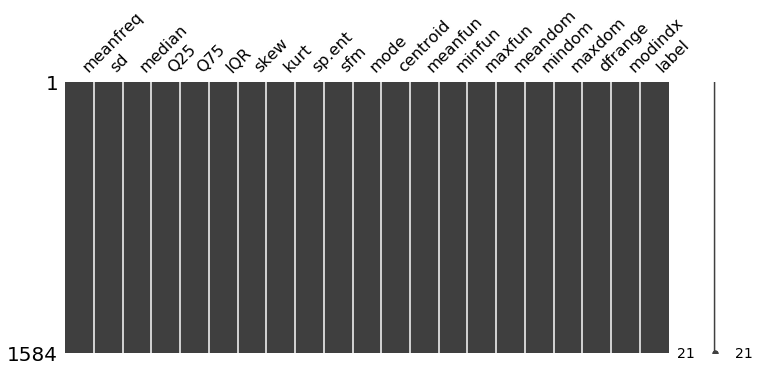 meanfreq
sd
median
Q25
Q75
IQR
skew
kurt
sp.ent
sfm
mode
centroid
meanfun
minfun
maxfun
meandom
mindom
maxdom
dfrange
modindx
label
1
1584
21
21